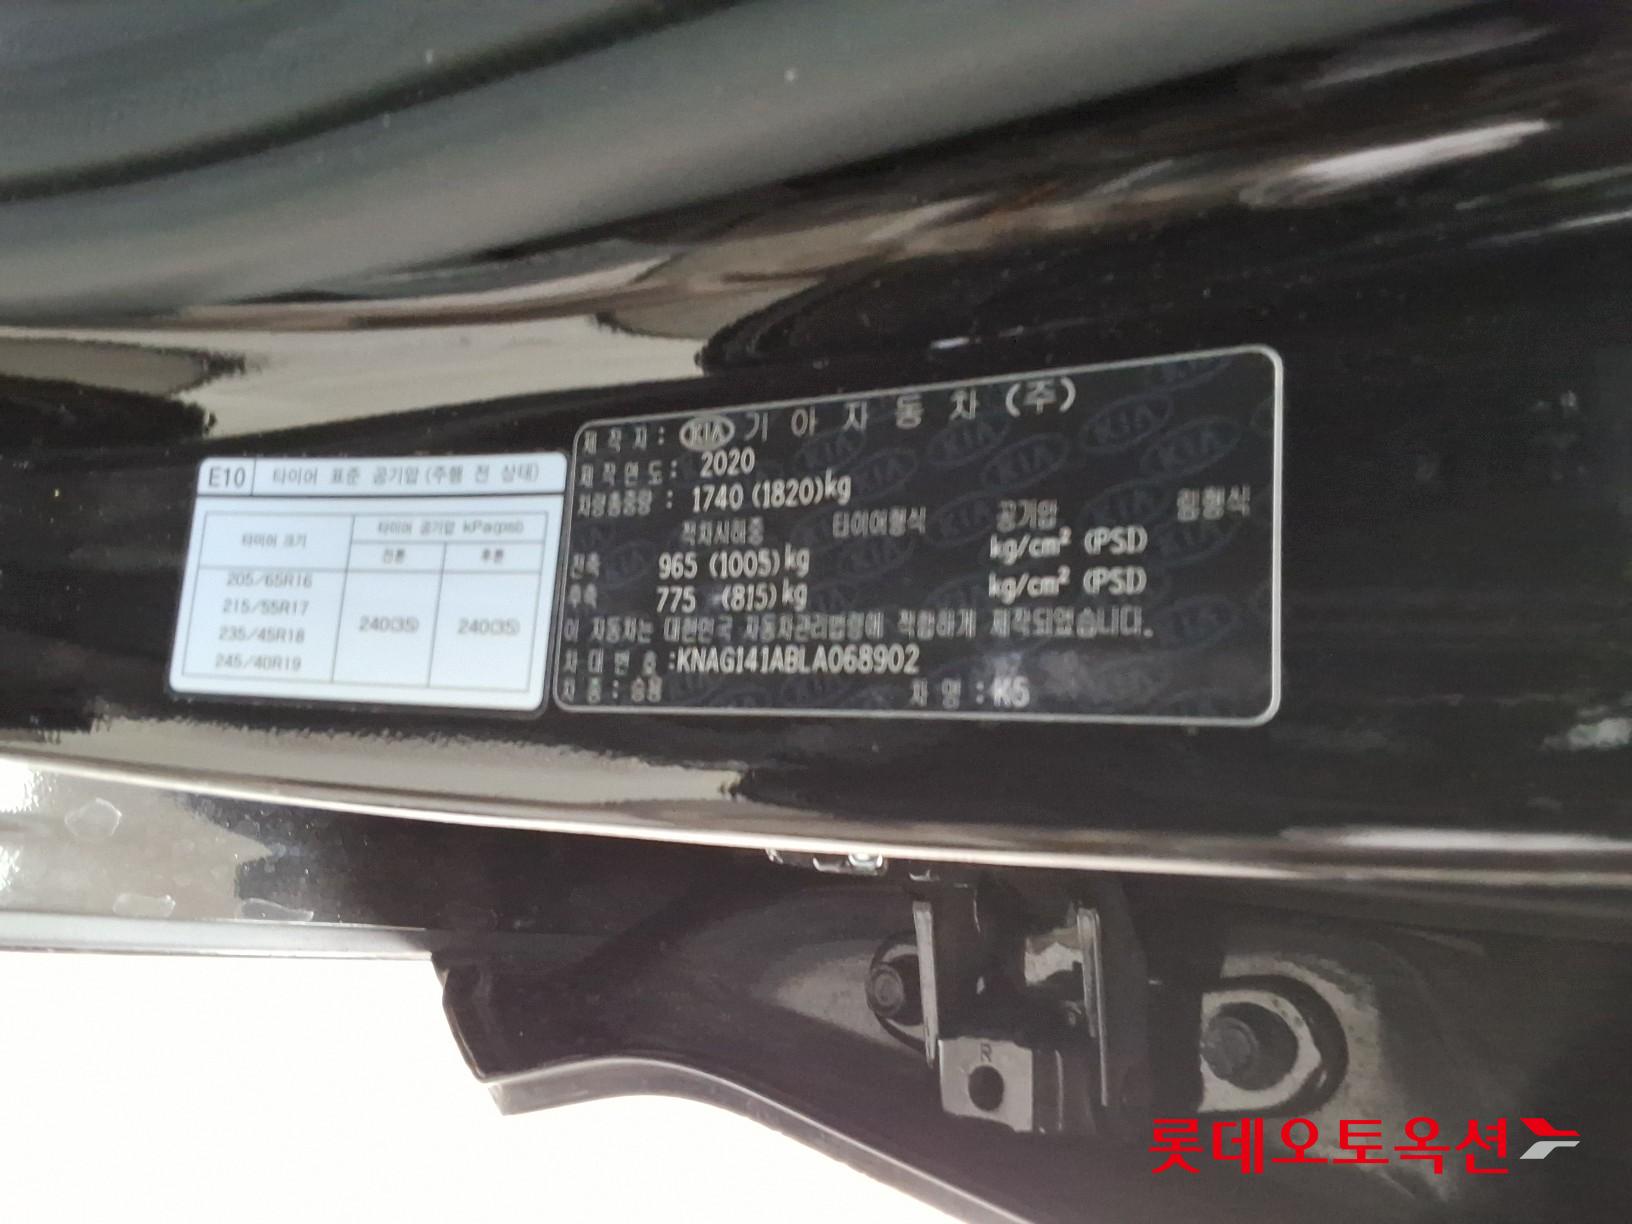 E10 타이어 표준 공기압 (주행 전 상태)
타이어 크기 타이어 공기압 kPa(psi)
전륜 후륜
205/65R16
215/55R17
235/45R18
245/40R19
240(35) 240(35)
제작자: KIA 기아자동차 (주)
제작연도: 2020
차량총중량: 1740 (1820)kg
적차시하중 타이어형식 공기압 림형식
전축 965 (1005)kg kg/cm² (PSI)
후축 775 (815)kg kg/cm² (PSI)
이 자동차는 대한민국 자동차관리법령에 적합하게 제작되었습니다.
차대번호:KNAG141ABLA068902
차종: 승용 차명:K5
R
롯데오토옥션